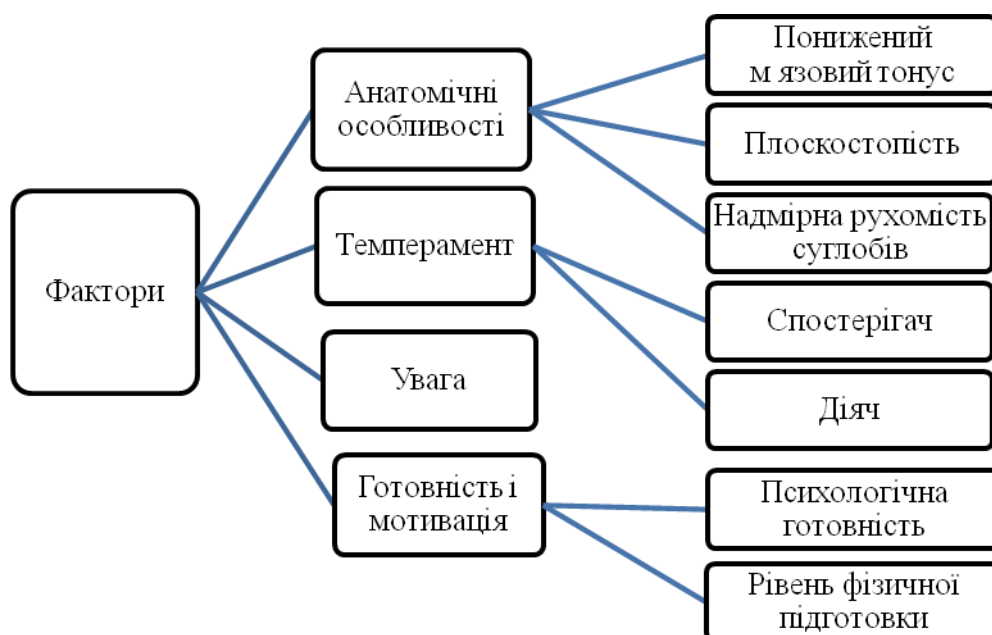 Фактори
Анатомічні
особливості
Темперамент
Увага
Готовність і
мотивація
Понижений
м язовий тонус
Плоскостопість
Надмірна рухомість
суглобів
Спостерігач
Діяч
Психологічна
готовність
Рівень фізичної
підготовки